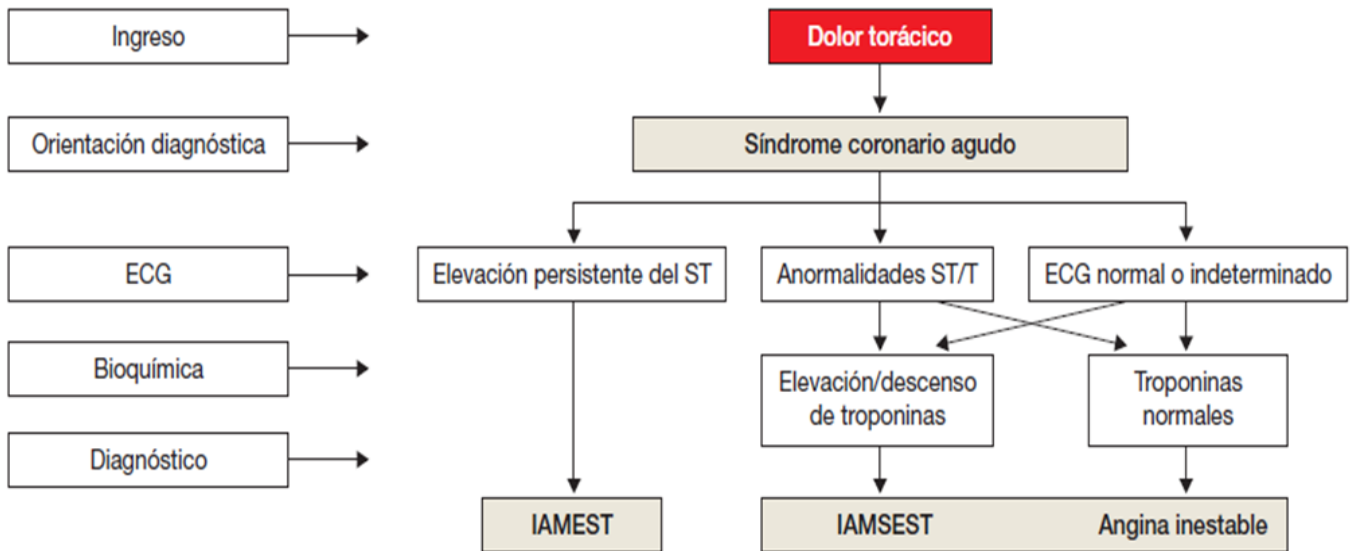 Ingreso
Dolor torácico
Orientación diagnóstica
Síndrome coronario agudo
ECG
Elevación persistente del ST
Anormalidades ST/T
ECG normal o indeterminado
Bioquímica
Elevación/descenso
de troponinas
Troponinas
normales
Diagnóstico
IAMEST
IAMSEST
Angina inestable